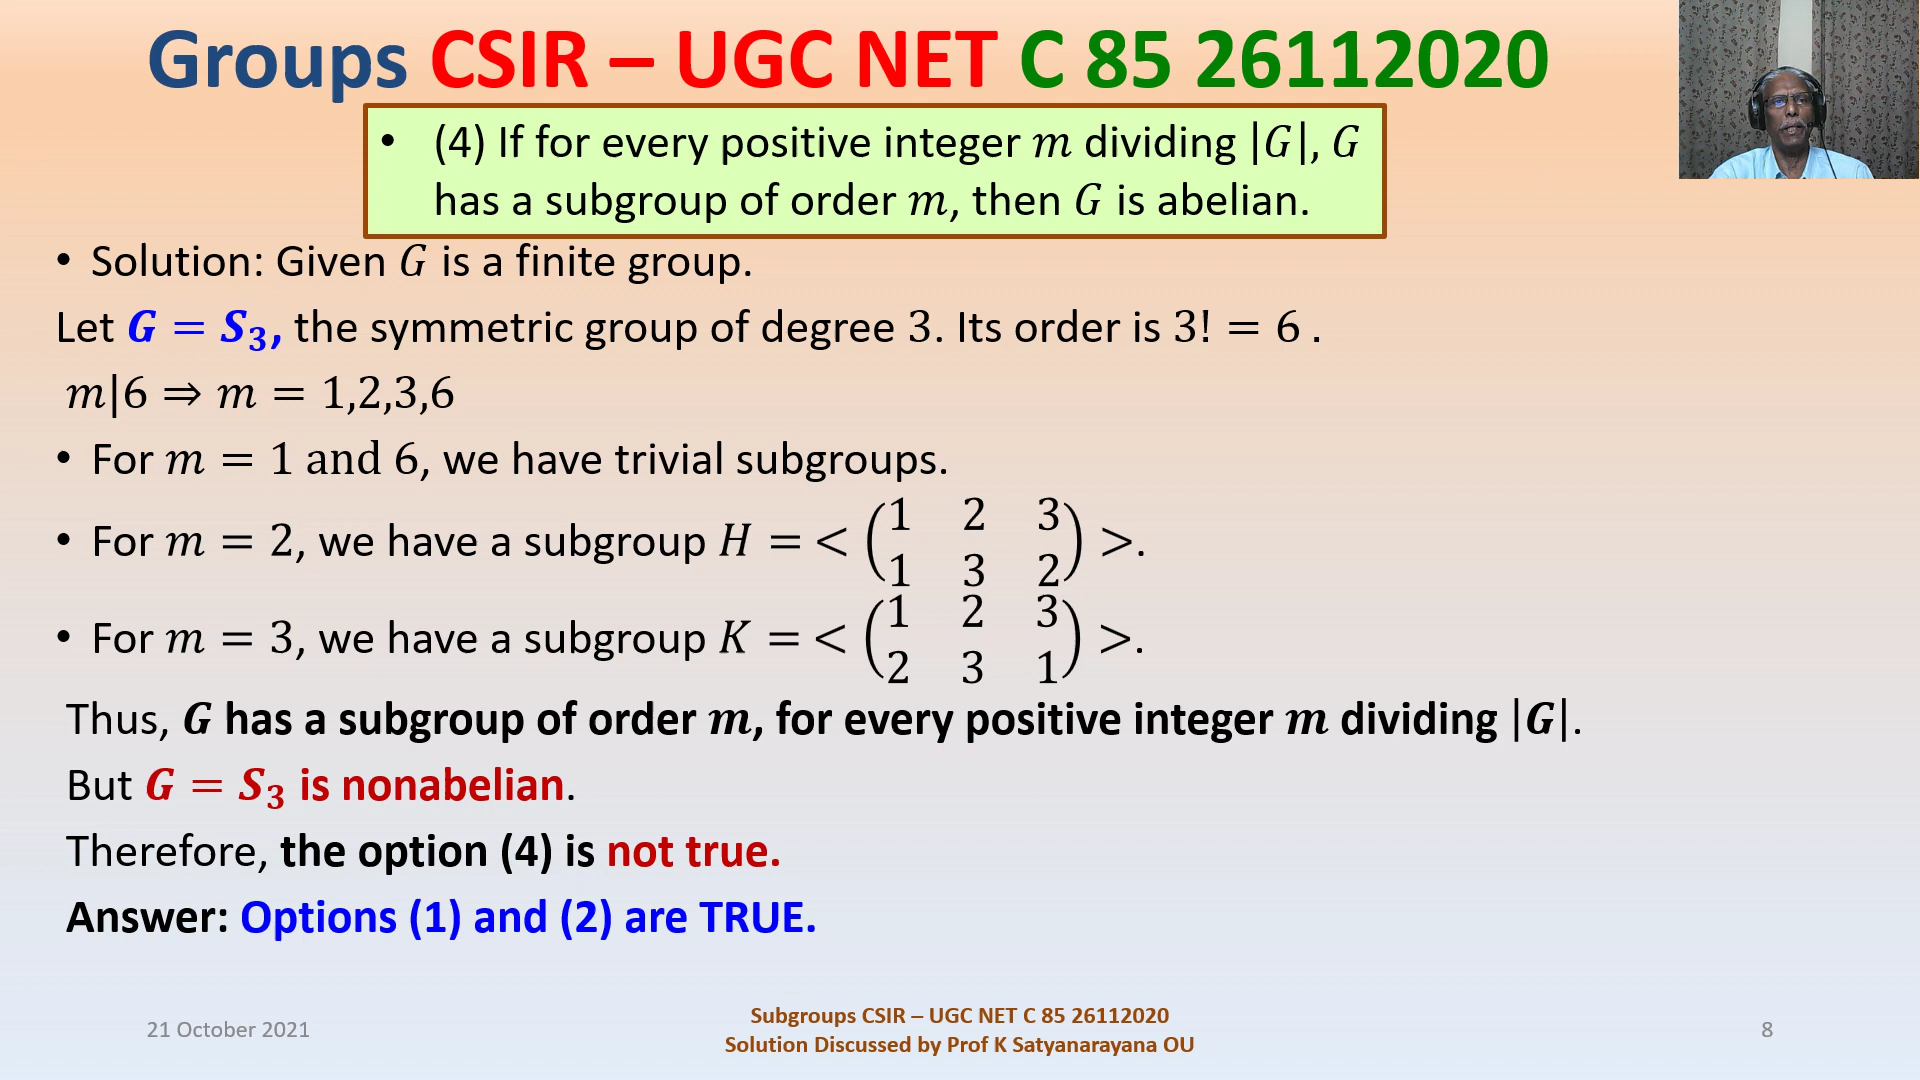 Groups CSIR – UGC NET C 85 26112020
• (4) If for every positive integer m dividing |G|, G
has a subgroup of order m, then G is abelian.
• Solution: Given G is a finite group.
Let G = S₃, the symmetric group of degree 3. Its order is 3! = 6 .
m|6 ⇒ m = 1,2,3,6
• For m = 1 and 6, we have trivial subgroups.
• For m = 2, we have a subgroup H = < (1 2 3
1 3 2) >.
• For m = 3, we have a subgroup K = < (1 2 3
2 3 1) >.
Thus, G has a subgroup of order m, for every positive integer m dividing |G|.
But G = S₃ is nonabelian.
Therefore, the option (4) is not true.
Answer: Options (1) and (2) are TRUE.
21 October 2021
Subgroups CSIR – UGC NET C 85 26112020
Solution Discussed by Prof K Satyanarayana OU
8